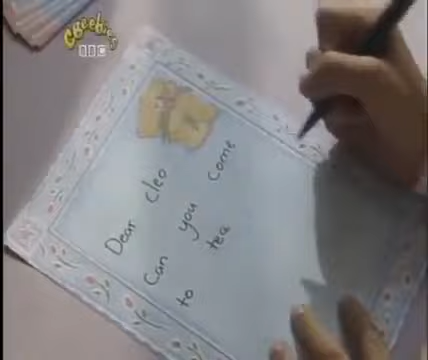 CBeebies
BBC
Dear Cleo
Can you come
to tea